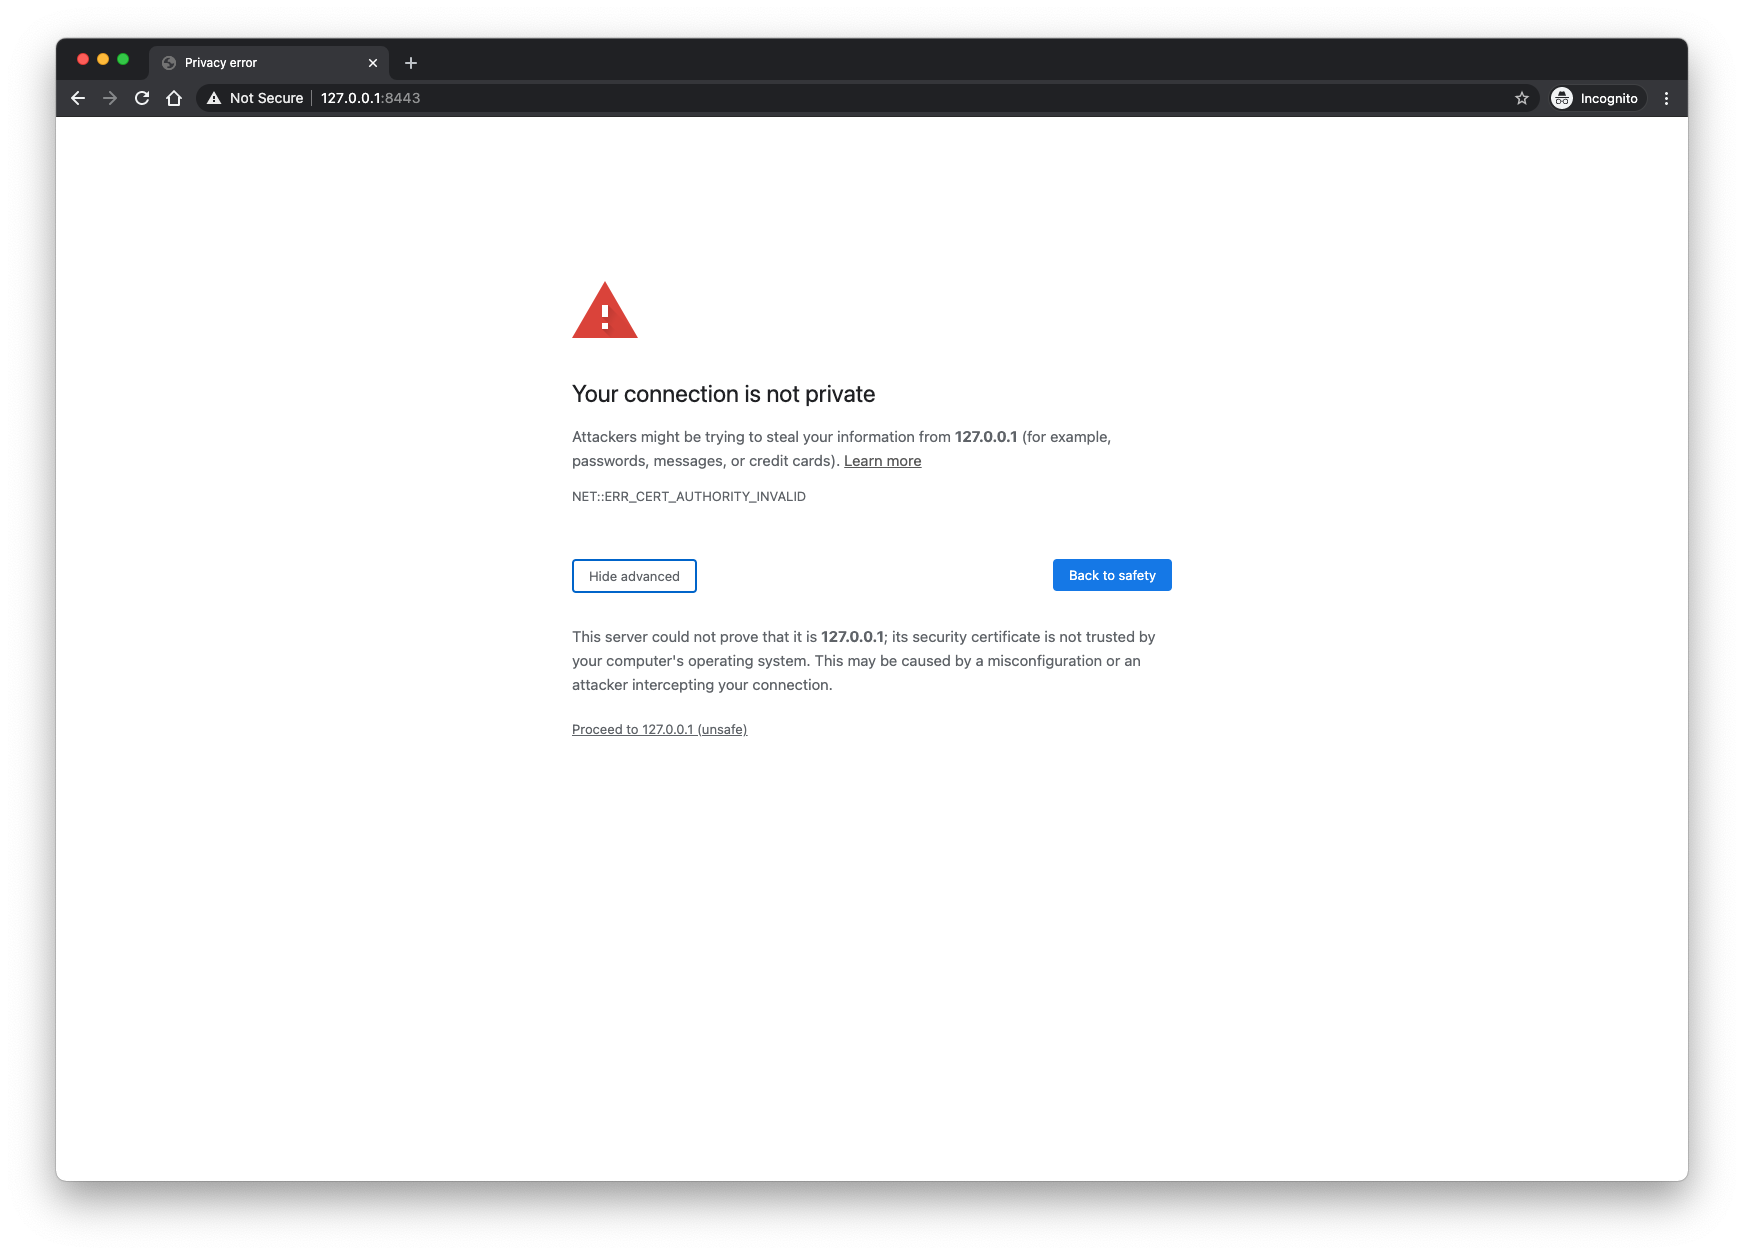 Privacy error
Not Secure 127.0.0.1:8443
Incognito
Your connection is not private
Attackers might be trying to steal your information from 127.0.0.1 (for example,
passwords, messages, or credit cards). Learn more
NET::ERR_CERT_AUTHORITY_INVALID
Hide advanced
Back to safety
This server could not prove that it is 127.0.0.1; its security certificate is not trusted by
your computer's operating system. This may be caused by a misconfiguration or an
attacker intercepting your connection.
Proceed to 127.0.0.1 (unsafe)